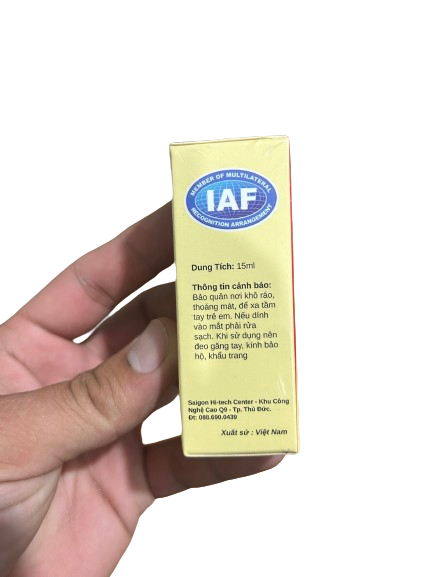 MEMBER OF MULTILATERAL
IAF
RECOGNITION ARRANGEMENT
Dung Tích: 15ml
Thông tin cảnh báo:
Bảo quản nơi khô ráo,
thoáng mát, để xa tầm
tay trẻ em. Nếu dính
vào mắt phải rửa
sạch. Khi sử dụng nên
đeo găng tay, kính bảo
hộ, khẩu trang
Saigon Hi-tech Center - Khu Công
Nghệ Cao Q9 - Tp. Thủ Đức.
Đt: 088.690.0439
Xuất sứ : Việt Nam